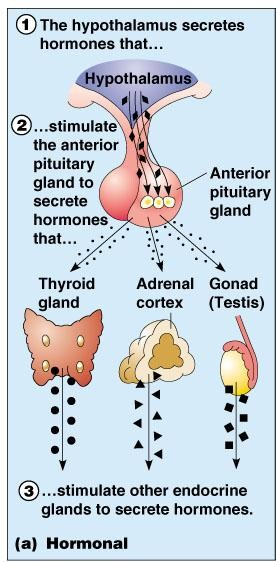 1 The hypothalamus secretes
hormones that…
Hypothalamus
2 …stimulate
the anterior
pituitary
gland to
secrete
hormones
that…
Anterior
pituitary
gland
Thyroid
gland
Adrenal
cortex
Gonad
(Testis)
3 …stimulate other endocrine
glands to secrete hormones.
(a) Hormonal